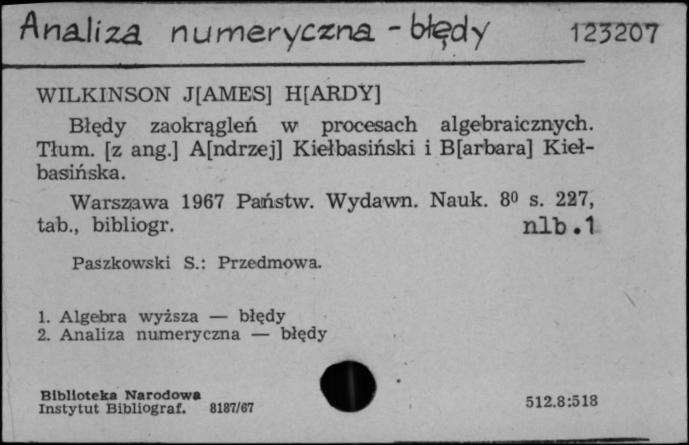 Analiza numeryczna - błędy 123207
WILKINSON J[AMES] H[ARDY]
Błędy zaokrągleń w procesach algebraicznych.
Tłum. [z ang.] A[ndrzej] Kiełbasiński i B[arbara] Kieł-
basińska.
Warszawa 1967 Państw. Wydawn. Nauk. 8⁰ s. 227,
tab., bibliogr. nlb.1
Paszkowski S.: Przedmowa.
1. Algebra wyższa — błędy
2. Analiza numeryczna — błędy
Biblioteka Narodowa
Instytut Bibliograf. 8187/67 512.8:518